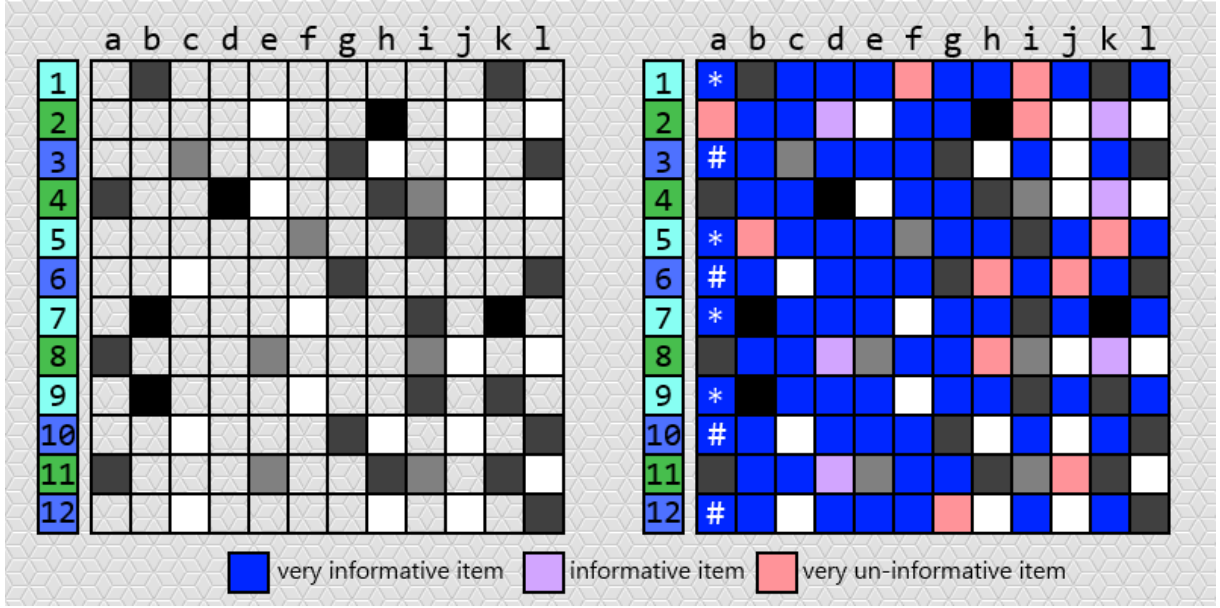 a b c d e f g h i j k l a b c d e f g h i j k l
1 1 *
2 2
3 3 #
4 4
5 5 *
6 6 #
7 7 *
8 8
9 9 *
10 10 #
11 11
12 12 #
very informative item informative item very un-informative item